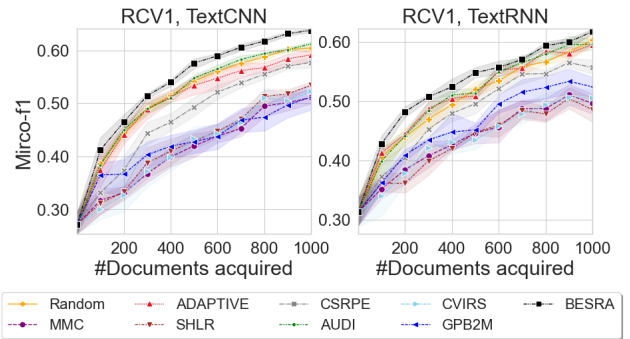 RCV1, TextCNN
RCV1, TextRNN
Mirco-f1
0.60
0.50
0.40
0.30
0.60
0.50
0.40
0.30
200 400 600 800 1000
200 400 600 800 1000
#Documents acquired
#Documents acquired
Random ADAPTIVE CSRPE CVIRS BESRA
MMC SHLR AUDI GPB2M